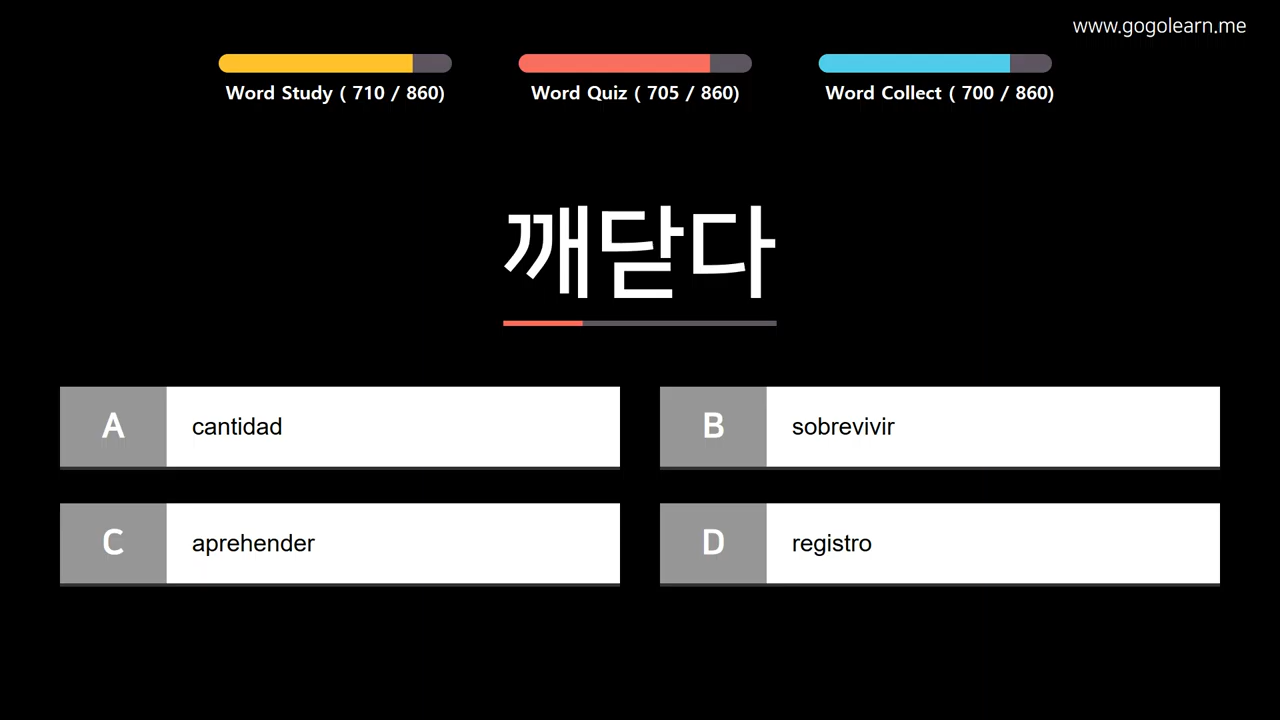 www.gogolearn.me
Word Study ( 710 / 860)
Word Quiz ( 705 / 860)
Word Collect ( 700 / 860)
깨닫다
A cantidad
B sobrevivir
C aprehender
D registro